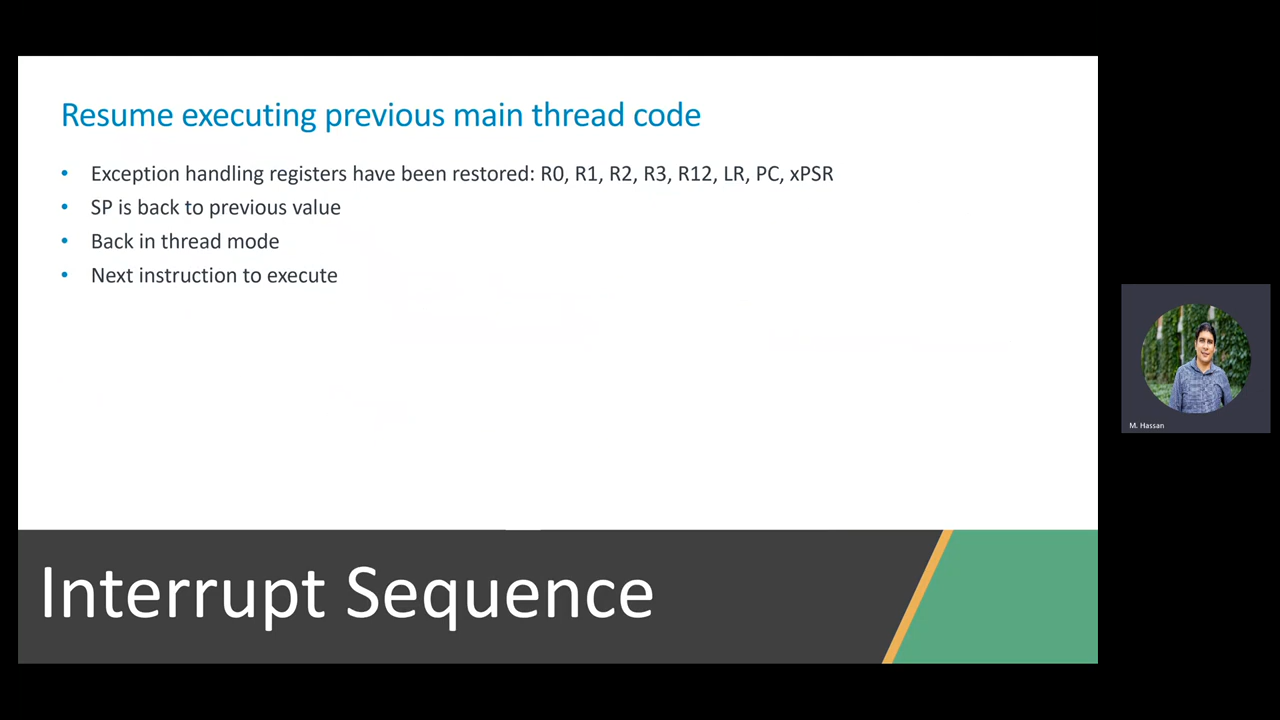 Resume executing previous main thread code
• Exception handling registers have been restored: R0, R1, R2, R3, R12, LR, PC, xPSR
• SP is back to previous value
• Back in thread mode
• Next instruction to execute
Interrupt Sequence
M. Hassan